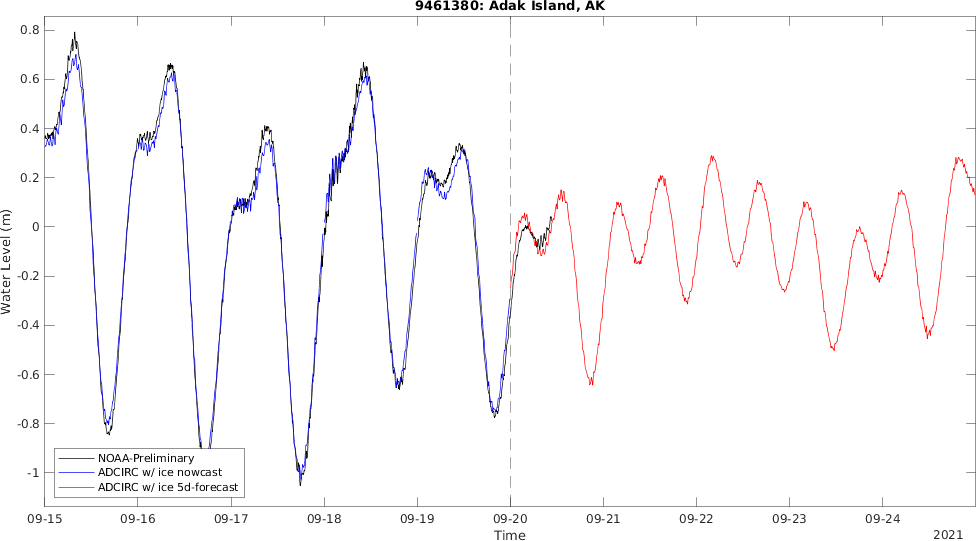 9461380: Adak Island, AK
0.8
0.6
0.4
0.2
0
-0.2
-0.4
-0.6
-0.8
-1
Water Level (m)
NOAA-Preliminary
ADCIRC w/ ice nowcast
ADCIRC w/ ice 5d-forecast
09-15 09-16 09-17 09-18 09-19 09-20 09-21 09-22 09-23 09-24
Time
2021